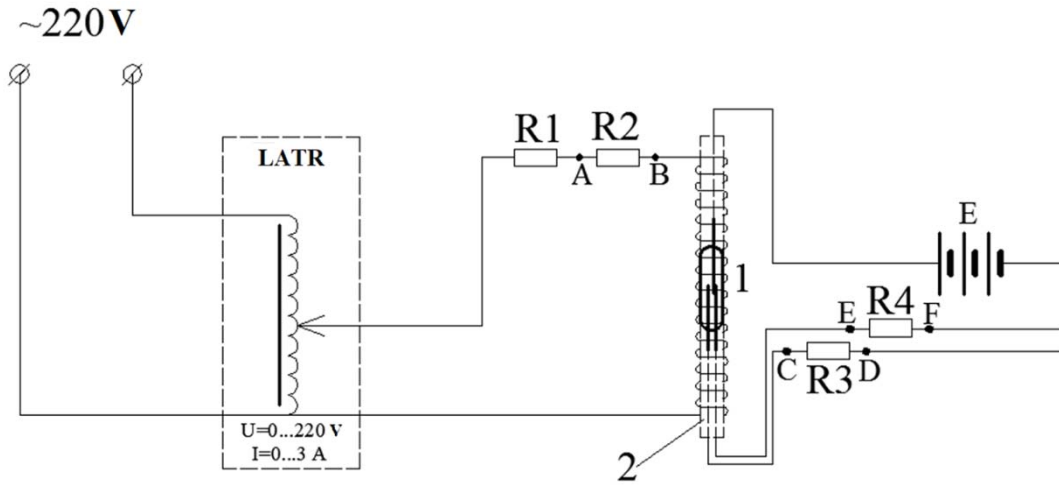 ~220V
LATR
U=0...220 V
I=0...3 A
R1
R2
A
B
1
2
E
E
R4
F
C
R3
D